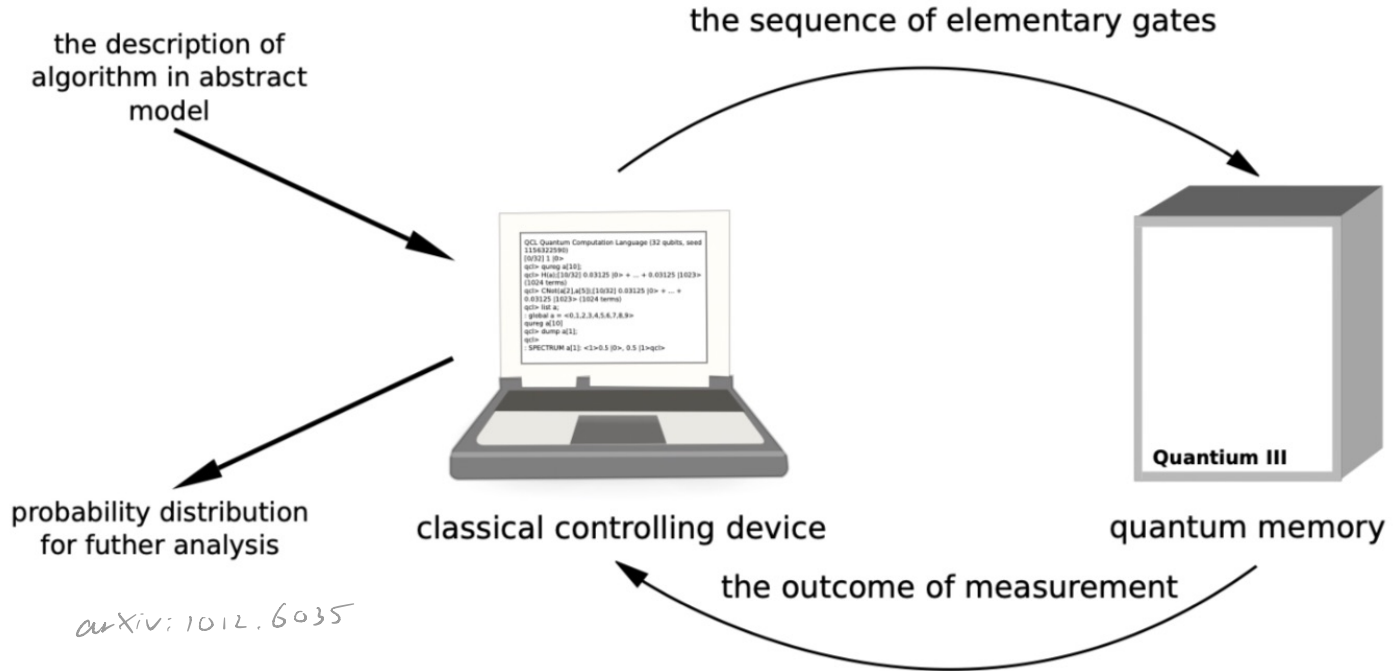 the description of
algorithm in abstract
model
the sequence of elementary gates
QCL Quantum Computation Language (32 qubits, seed
1156322590)
[0/32] 1 |0>
qcl> qureg a[10];
qcl> H(a);[10/32] 0.03125 |0> + ... + 0.03125 |1023>
(1024 terms)
qcl> CNot(a[2],a[5]);[10/32] 0.03125 |0> + ... +
0.03125 |1023> (1024 terms)
qcl> list a;
: global a = <0,1,2,3,4,5,6,7,8,9>
qureg a[10]
qcl> dump a[1];
qcl>
: SPECTRUM a[1]: <1>0.5 |0>, 0.5 |1>qcl>
Quantium III
probability distribution
for futher analysis
classical controlling device
quantum memory
the outcome of measurement
arXiv:1012.6035